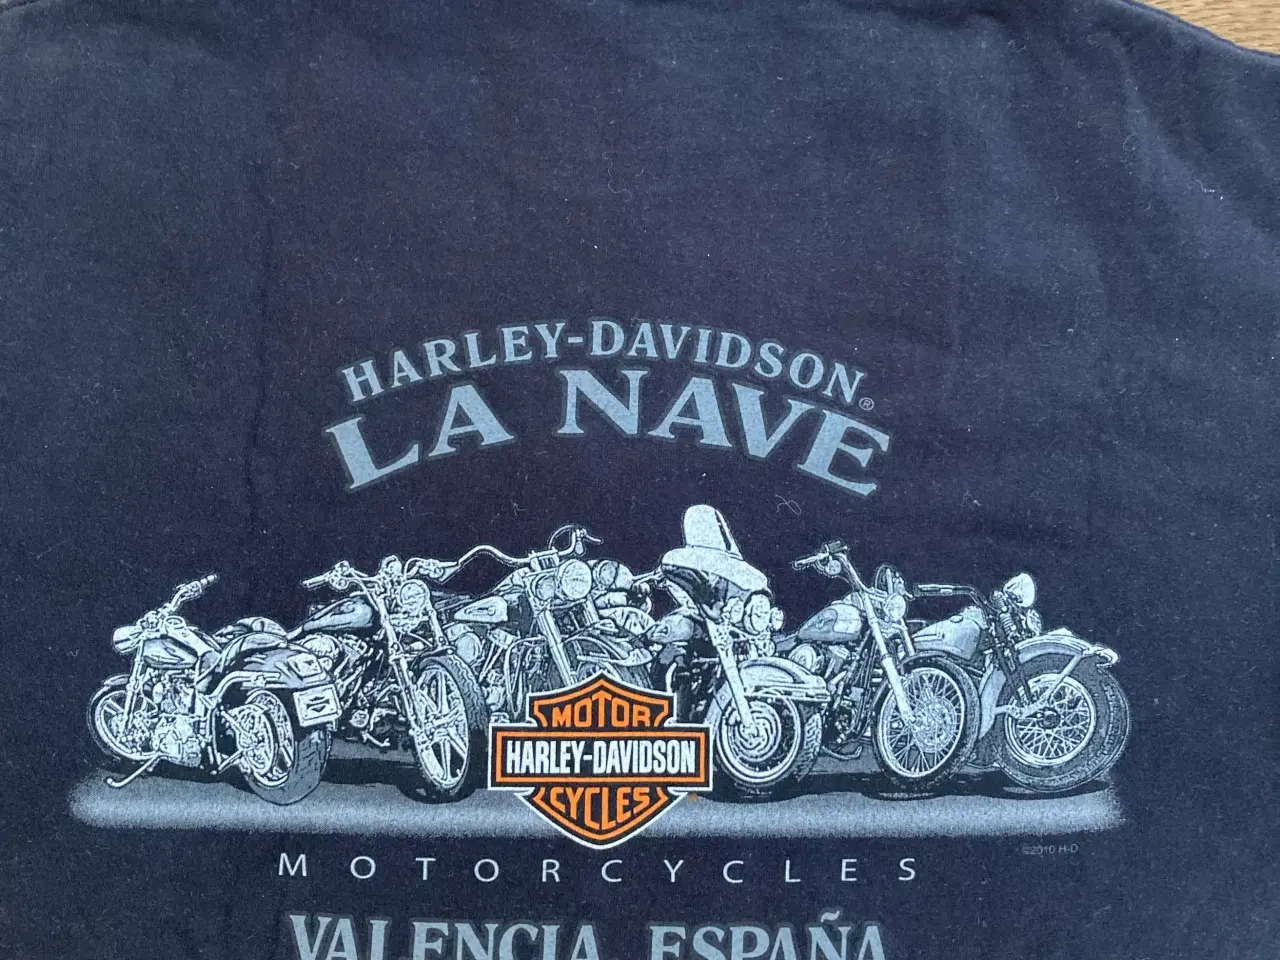 HARLEY-DAVIDSON®
LA NAVE
MOTOR
HARLEY-DAVIDSON
CYCLES
©2010 H-D
MOTORCYCLES
VALENCIA ESPAÑA